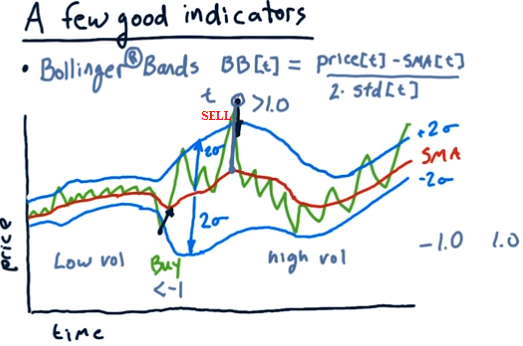 A few good indicators
• Bollinger® Bands BB[t] = price[t] - SMA[t]
2· std[t]
t >1.0
SELL
+2σ
2σ
SMA
-2σ
2σ
price
Low vol
Buy
<-1
high vol
-1.0 1.0
time